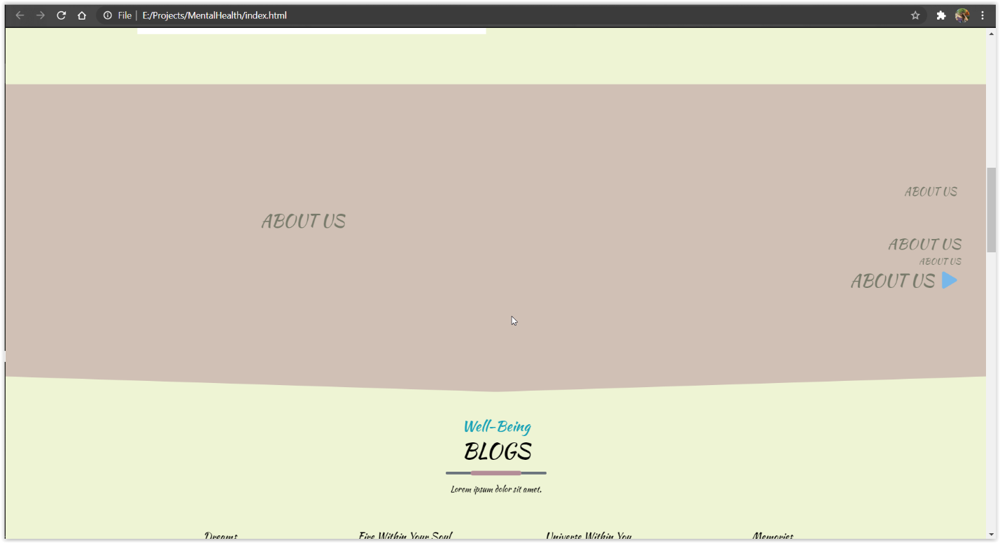 File
E:/Projects/MentalHealth/index.html
ABOUT US
ABOUT US
ABOUT US
ABOUT US
ABOUT US
Well-Being
BLOGS
Lorem ipsum dolor sit amet.
Dreams Fire Within Your Soul Universe Within You Memories